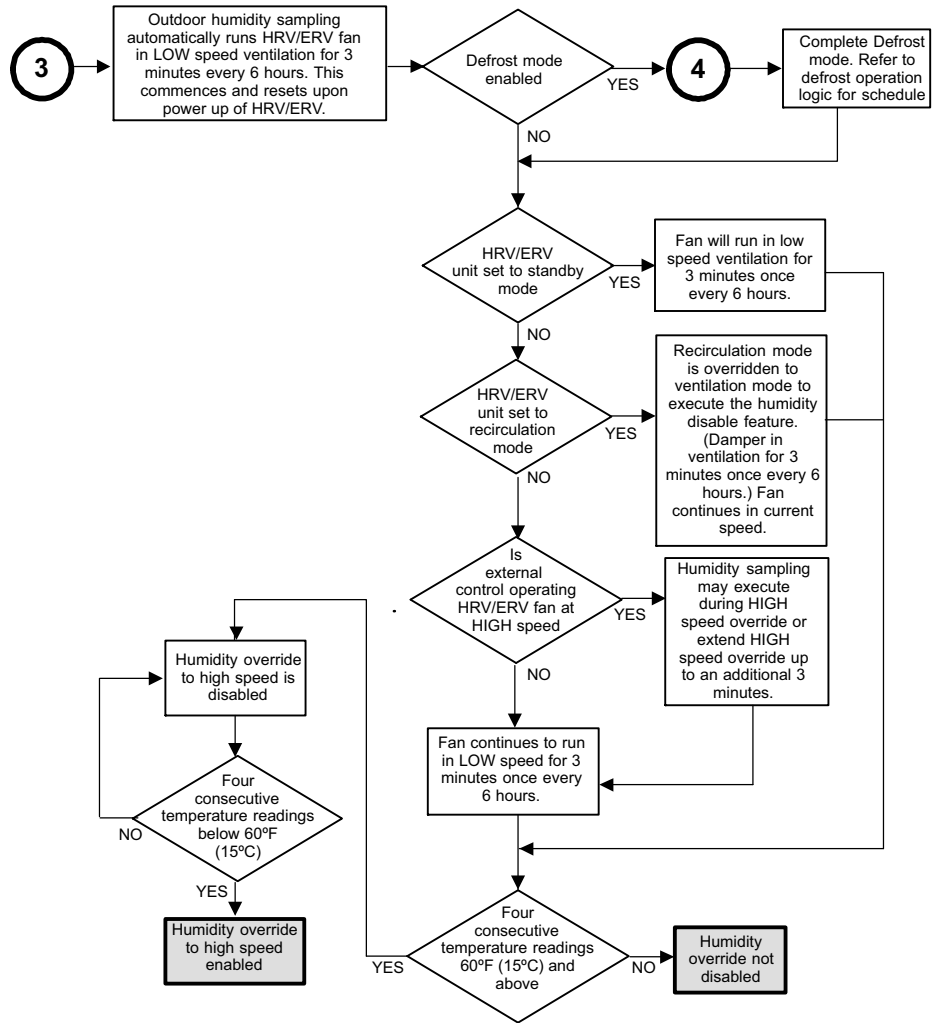 3
Outdoor humidity sampling
automatically runs HRV/ERV fan
in LOW speed ventilation for 3
minutes every 6 hours. This
commences and resets upon
power up of HRV/ERV.
Defrost mode
enabled
YES
4
Complete Defrost
mode. Refer to
defrost operation
logic for schedule
NO
HRV/ERV
unit set to standby
mode
YES
Fan will run in low
speed ventilation for
3 minutes once
every 6 hours.
NO
HRV/ERV
unit set to
recirculation
mode
YES
Recirculation mode
is overridden to
ventilation mode to
execute the humidity
disable feature.
(Damper in
ventilation for 3
minutes once every 6
hours.) Fan
continues in current
speed.
NO
Is
external
control operating
HRV/ERV fan at
HIGH speed
YES
Humidity sampling
may execute
during HIGH
speed override or
extend HIGH
speed override up
to an additional 3
minutes.
NO
Fan continues to run
in LOW speed for 3
minutes once every
6 hours.
Humidity override
to high speed is
disabled
Four
consecutive
temperature readings
below 60ºF
(15ºC)
NO
YES
Humidity override
to high speed
enabled
Four
consecutive
temperature readings
60ºF (15ºC) and
above
YES
NO
Humidity
override not
disabled